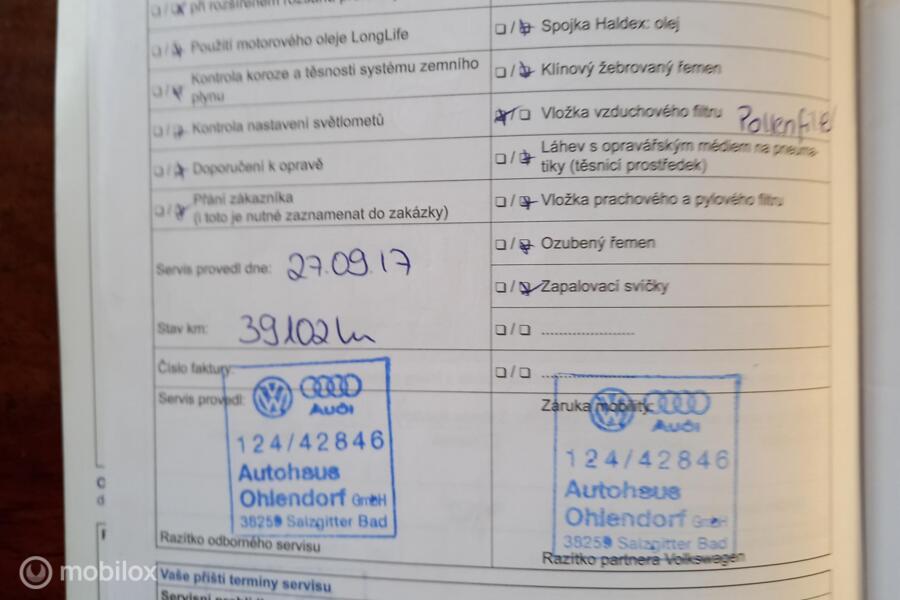 při rozšířeném
Použití motorového oleje LongLife
Kontrola koroze a těsnosti systému zemního
plynu
Kontrola nastavení světlometů
Doporučení k opravě
Přání zákazníka
(i toto je nutné zaznamenat do zakázky)
Servis provedl dne: 27.09.17
Stav km: 39102 km
Číslo faktury:
Servis provedl:
Audi
124/42846
Autohaus
Ohlendorf GmbH
38259 Salzgitter Bad
Razítko odborného servisu
Spojka Haldex: olej
Klínový žebrovaný řemen
Vložka vzduchového filtru Pollenfil
Láhev s opravářským médiem na pneuma-
tiky (těsnicí prostředek)
Vložka prachového a pylového filtru
Ozubený řemen
Zapalovací svíčky
Záruka mobility:
Audi
124/42846
Autohaus
Ohlendorf GmbH
38259 Salzgitter Bad
Razítko partnera Volkswagen
Vaše příští termíny servisu
mobilox